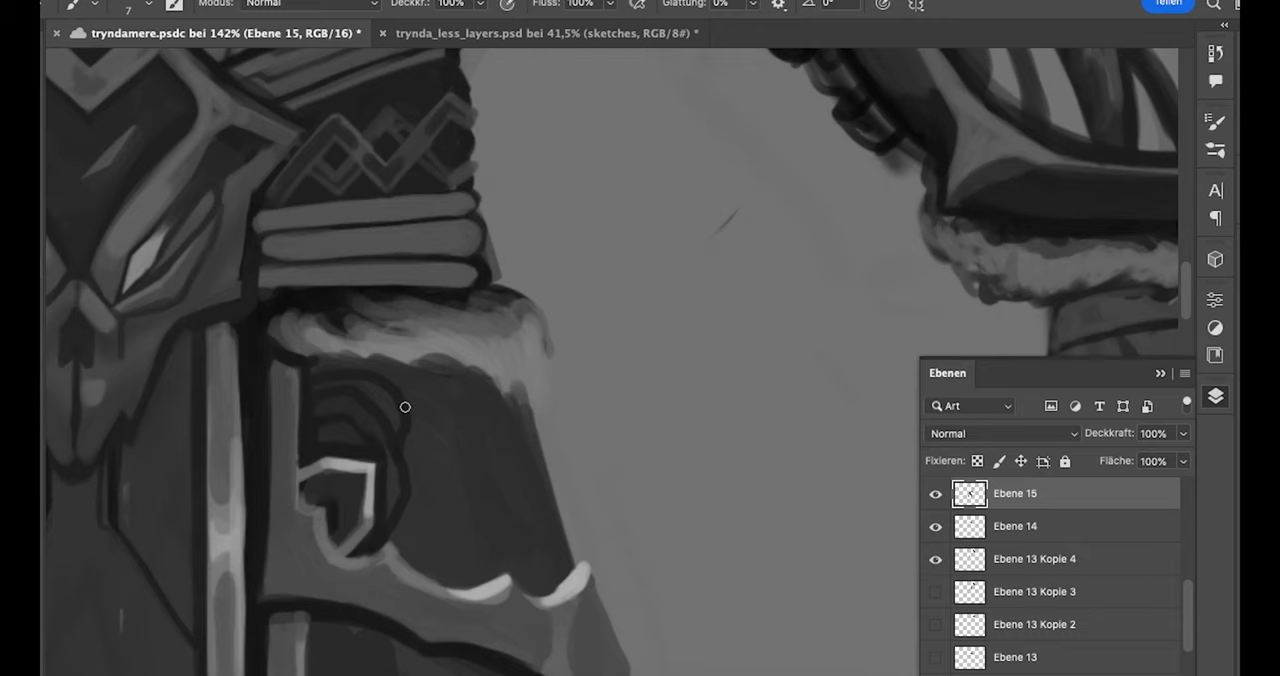 7 Modus: Normal Deckkr.: 100% Fluss: 100% Glättung: 0% 0° Teilen
× tryndamere.psdc bei 142% (Ebene 15, RGB/16) * × trynda_less_layers.psd bei 41,5% (sketches, RGB/8#) *
Ebenen
Art
Normal Deckkraft: 100%
Fixieren: Fläche: 100%
Ebene 15
Ebene 14
Ebene 13 Kopie 4
Ebene 13 Kopie 3
Ebene 13 Kopie 2
Ebene 13